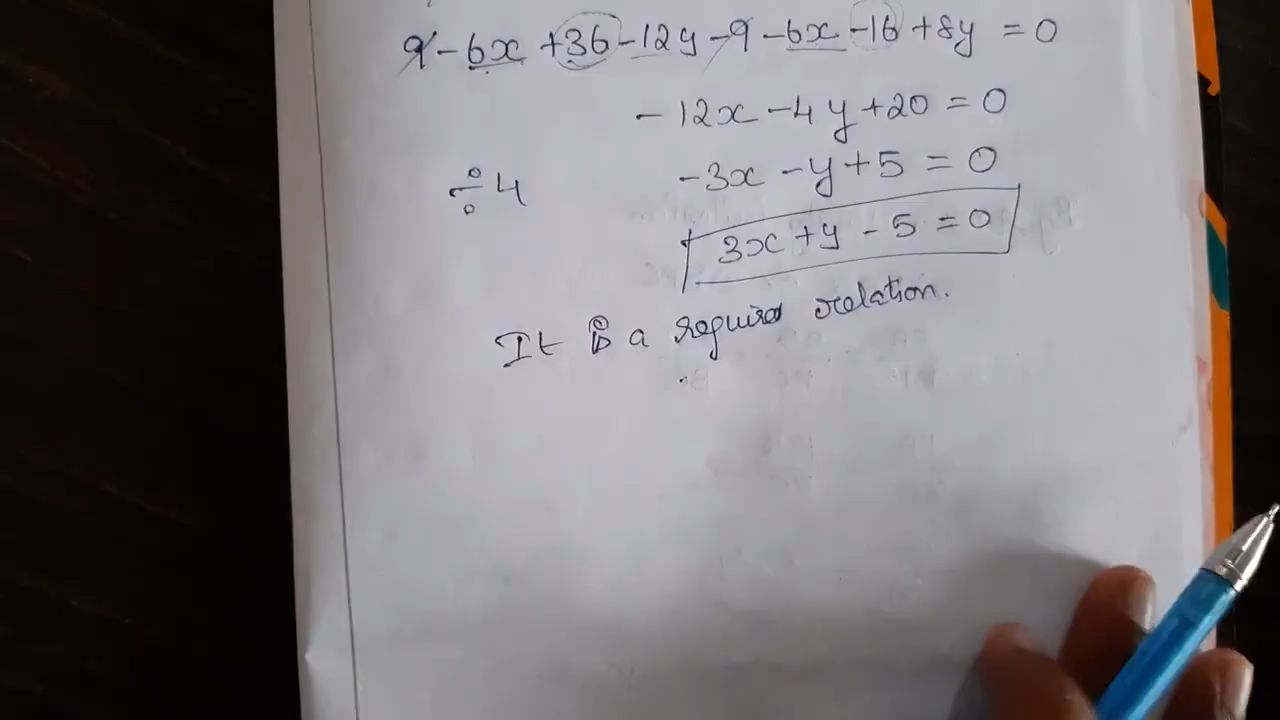 9 - 6x + 36 - 12y - 9 - 6x - 16 + 8y = 0
- 12x - 4y + 20 = 0
÷ 4 - 3x - y + 5 = 0
3x + y - 5 = 0
It is a required relation.